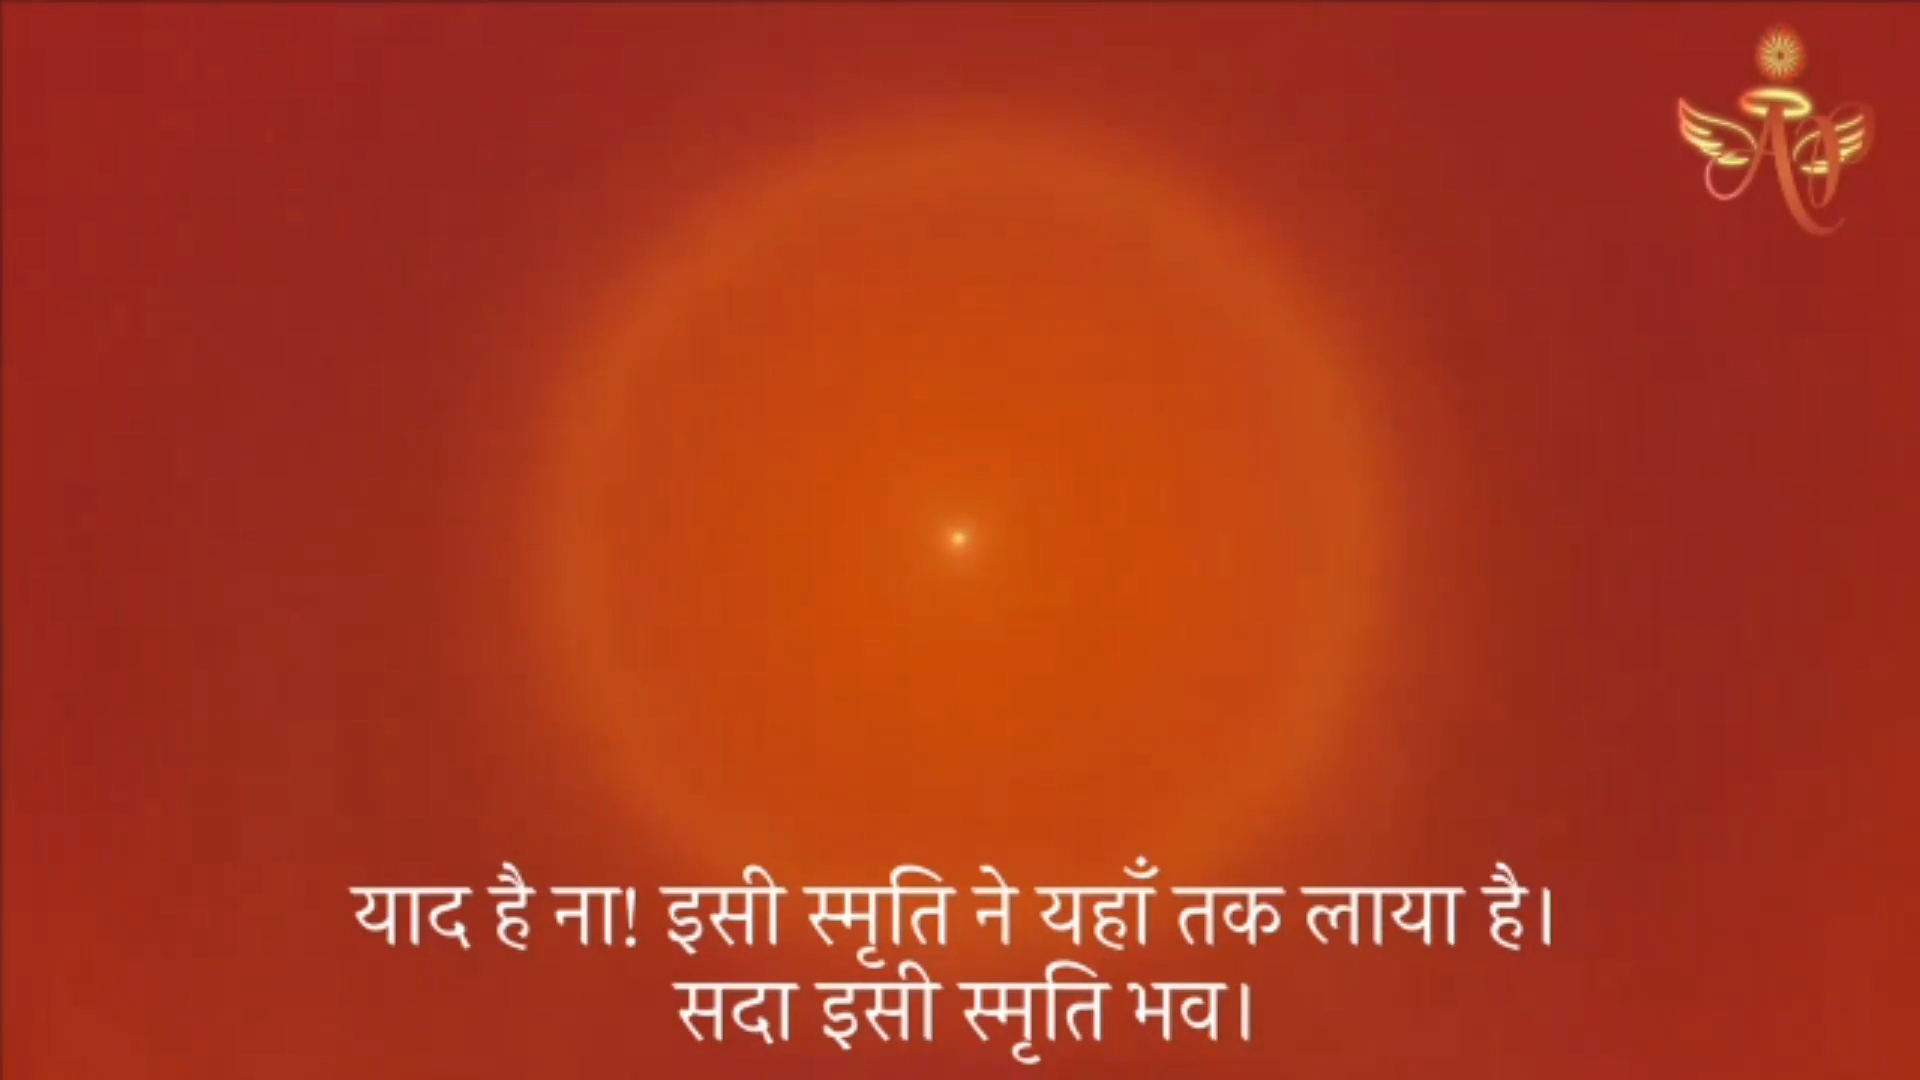 याद है ना! इसी स्मृति ने यहाँ तक लाया है।
सदा इसी स्मृति भव।